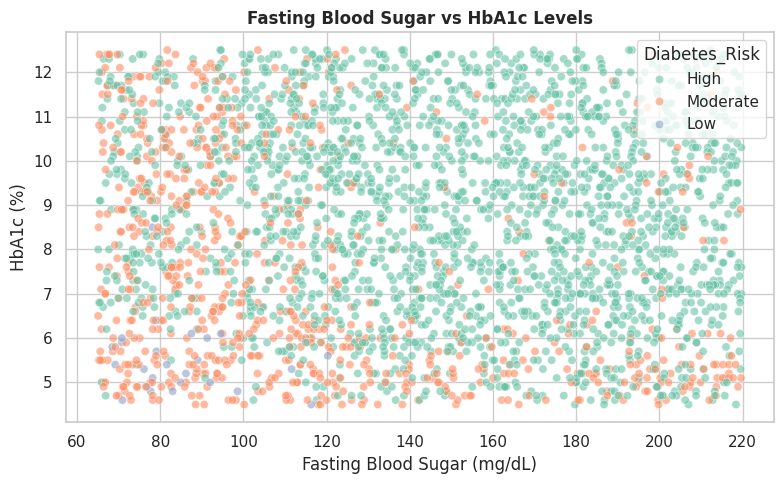 Fasting Blood Sugar vs HbA1c Levels
Diabetes_Risk
High
Moderate
Low
HbA1c (%)
12
11
10
9
8
7
6
5
60 80 100 120 140 160 180 200 220
Fasting Blood Sugar (mg/dL)